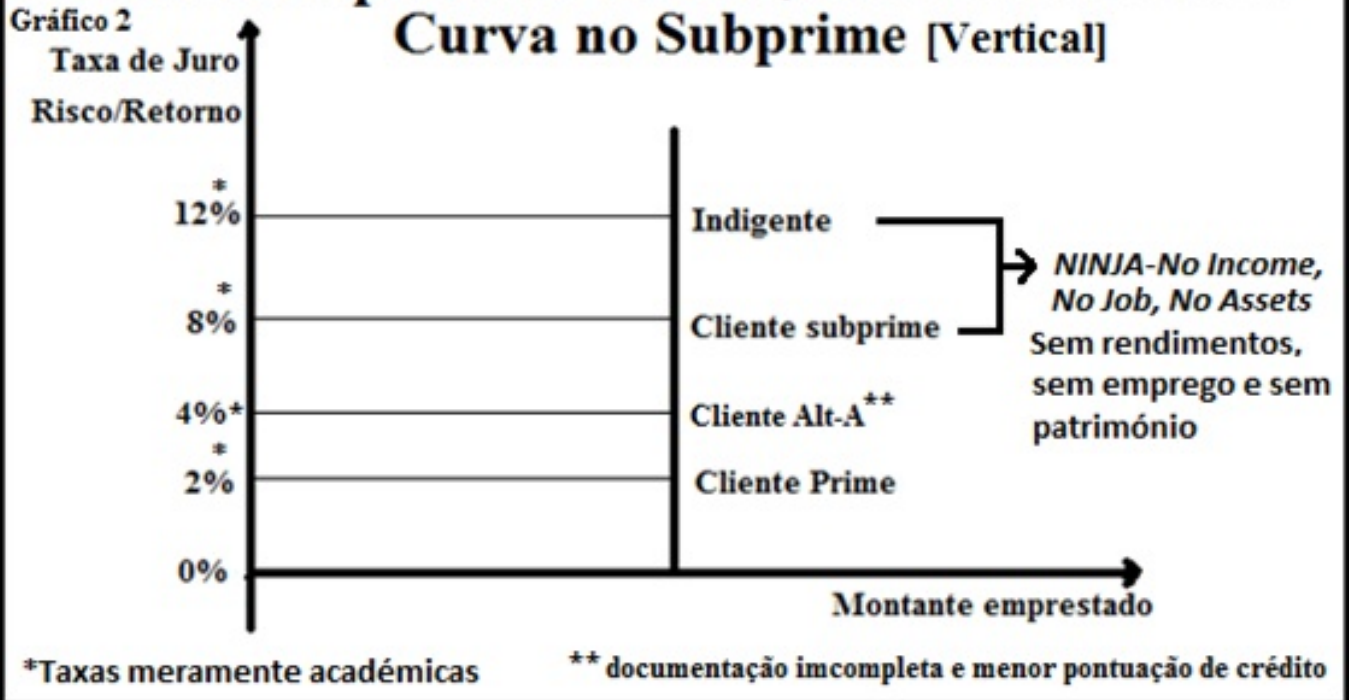 Gráfico 2
Curva no Subprime [Vertical]
Taxa de Juro
Risco/Retorno
*
12%
Indigente
NINJA-No Income,
No Job, No Assets
*
8%
Cliente subprime
Sem rendimentos,
sem emprego e sem
património
4%*
Cliente Alt-A**
*
2%
Cliente Prime
0%
Montante emprestado
*Taxas meramente académicas
** documentação imcompleta e menor pontuação de crédito